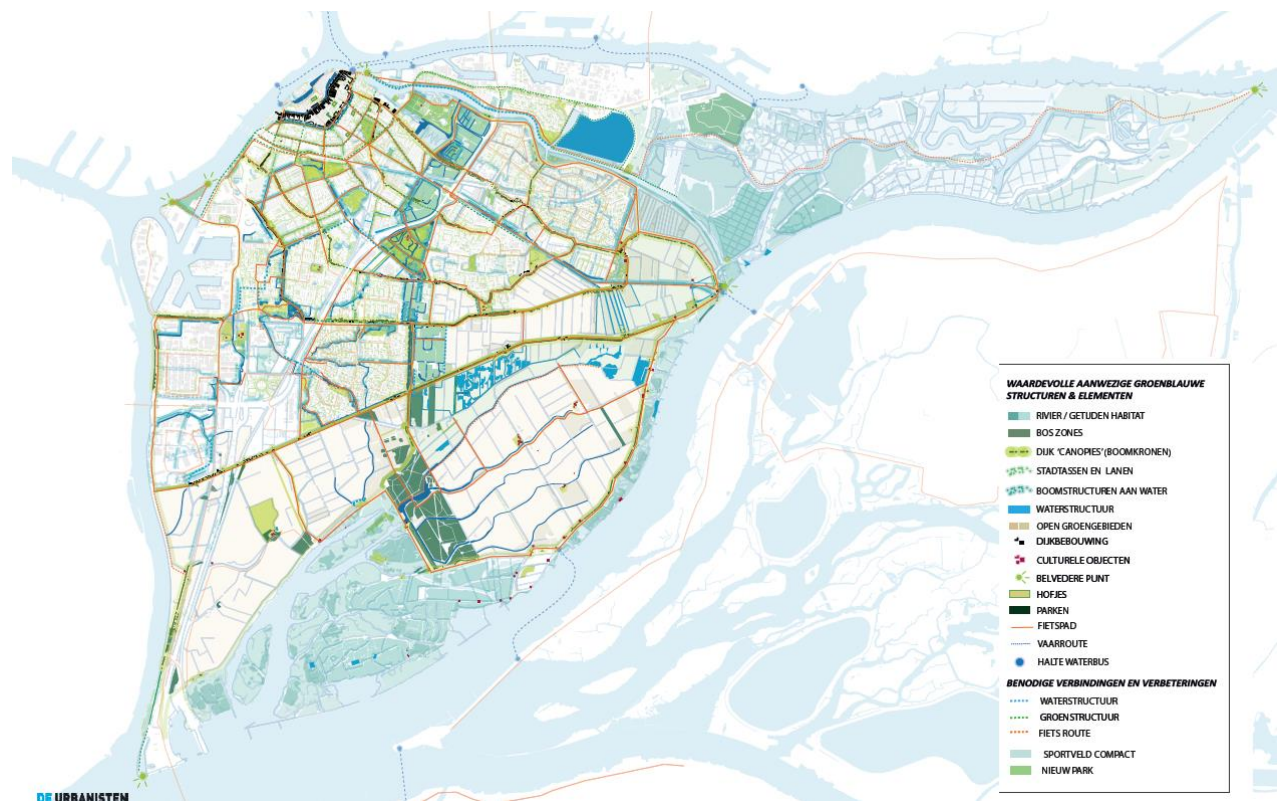 WAARDEVOLLE AANWEZIGE GROENBLAUWE
STRUCTUREN & ELEMENTEN
RIVIER / GETIJDEN HABITAT
BOS ZONES
DIJK ‘CANOPIES’ (BOOMKRONEN)
STADTASSEN EN LANEN
BOOMSTRUCTUREN AAN WATER
WATERSTRUCTUUR
OPEN GROENGEBIEDEN
DIJKBEBOUWING
CULTURELE OBJECTEN
BELVEDERE PUNT
HOFJES
PARKEN
FIETSPAD
VAARROUTE
HALTE WATERBUS
BENODIGE VERBINDINGEN EN VERBETERINGEN
WATERSTRUCTUUR
GROENSTRUCTUUR
FIETS ROUTE
SPORTVELD COMPACT
NIEUW PARK
DE URBANISTEN